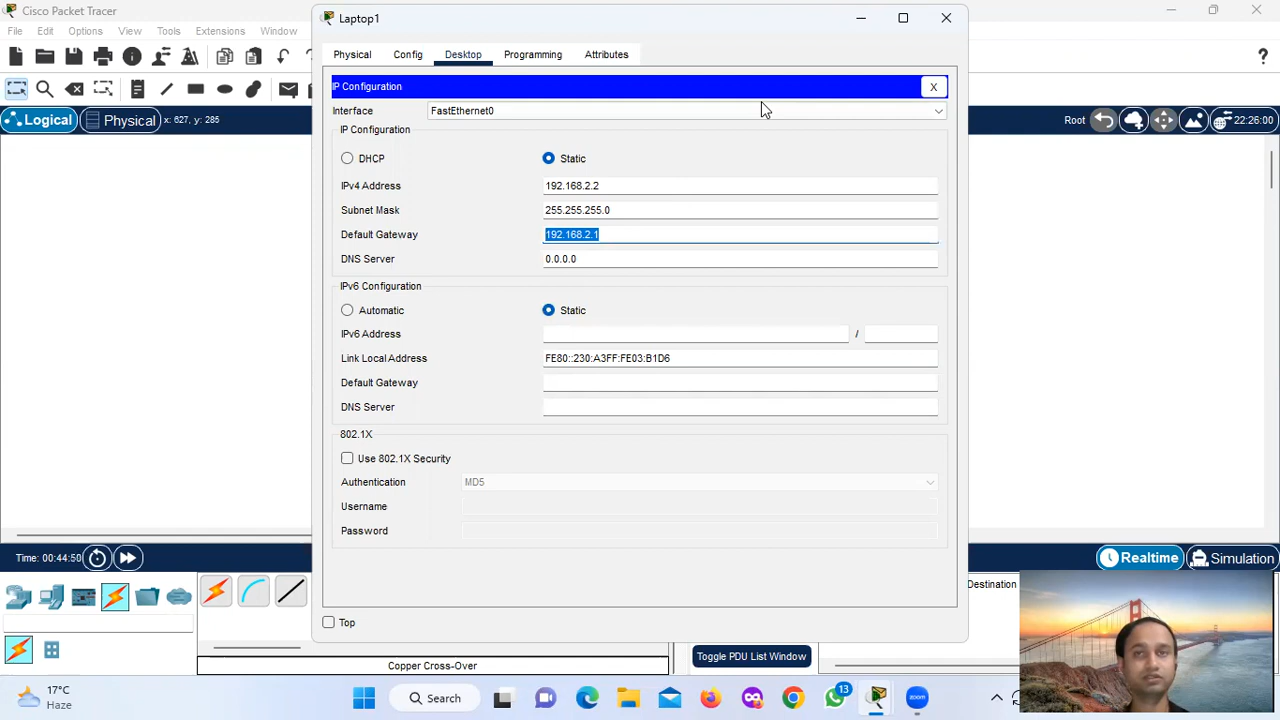 Cisco Packet Tracer
Laptop1
File Edit Options View Tools Extensions Window
Physical Config Desktop Programming Attributes
?
IP Configuration
X
Interface
FastEthernet0
Logical
Physical
x: 627, y: 285
Root
22:26:00
IP Configuration
DHCP
Static
IPv4 Address
192.168.2.2
Subnet Mask
255.255.255.0
Default Gateway
192.168.2.1
DNS Server
0.0.0.0
IPv6 Configuration
Automatic
Static
IPv6 Address
/
Link Local Address
FE80::230:A3FF:FE03:B1D6
Default Gateway
DNS Server
802.1X
Use 802.1X Security
Authentication
MD5
Username
Password
Time: 00:44:50
Realtime
Simulation
Destination
Top
Toggle PDU List Window
Copper Cross-Over
17°C
Haze
Search
13